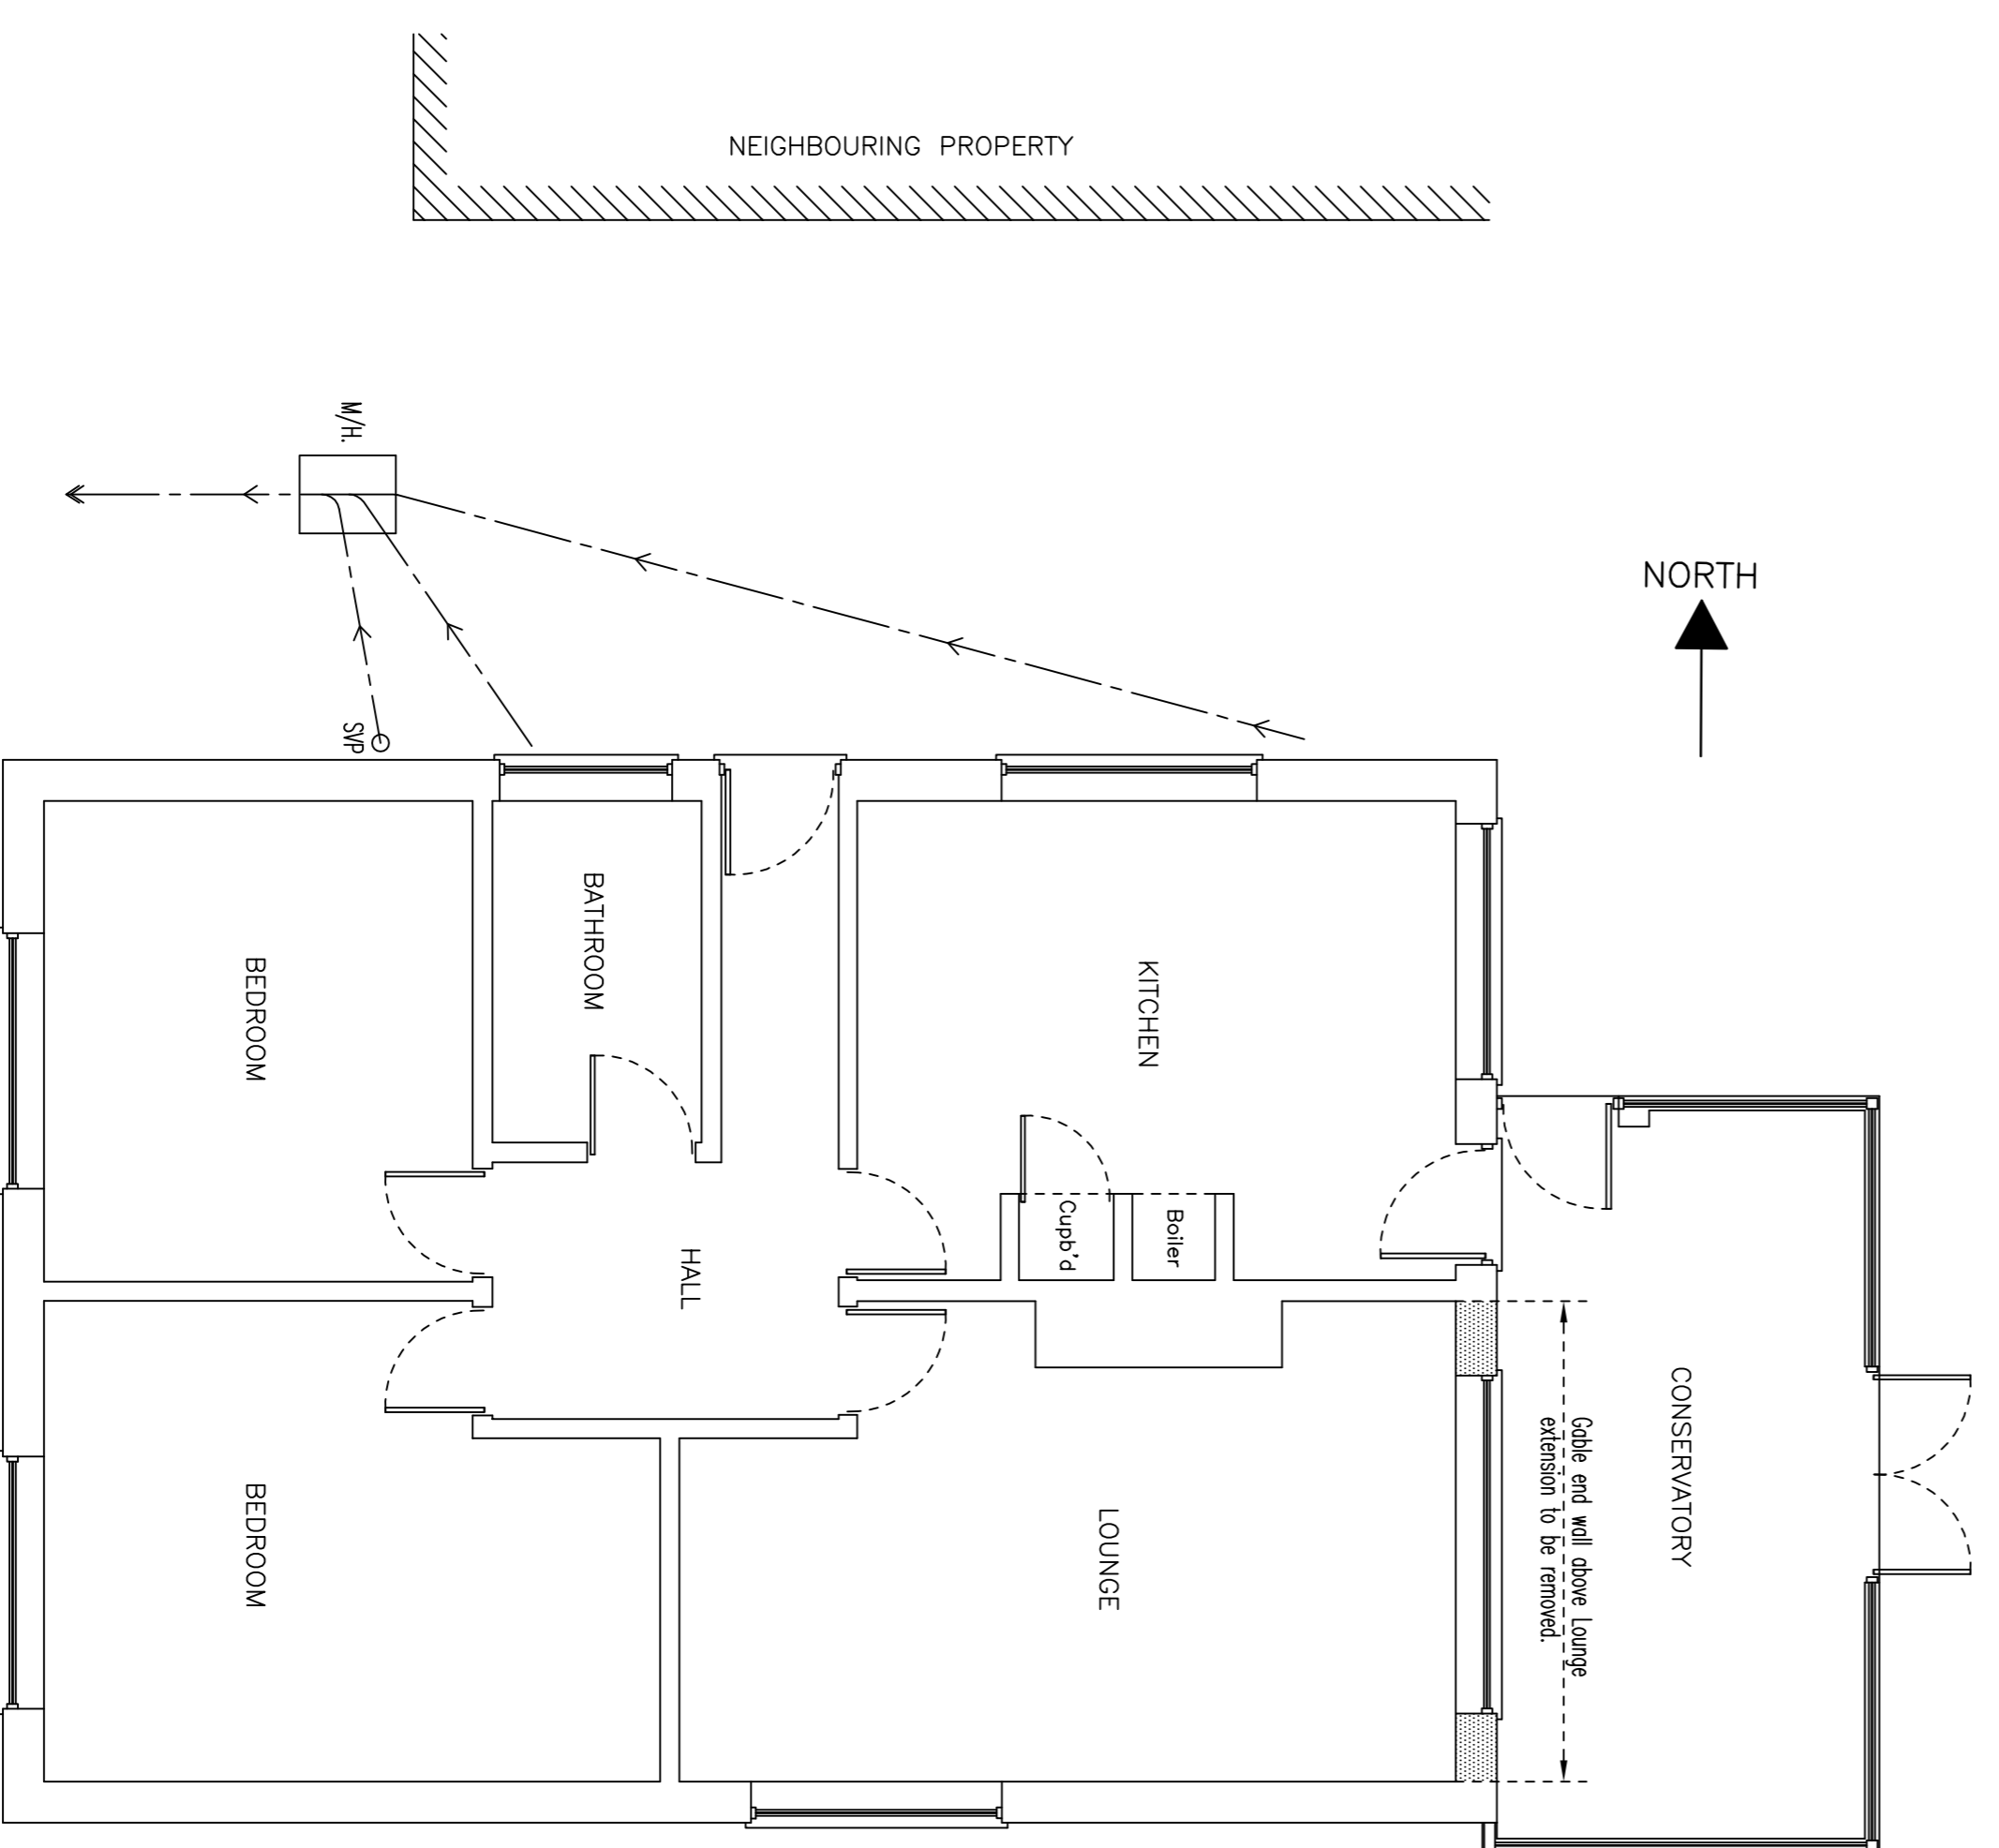 NEIGHBOURING PROPERTY
M/H.
NORTH
SVP
BATHROOM
BEDROOM
KITCHEN
Cupb'd
Boiler
HALL
CONSERVATORY
Gable end wall above Lounge
extension to be removed.
BEDROOM
LOUNGE